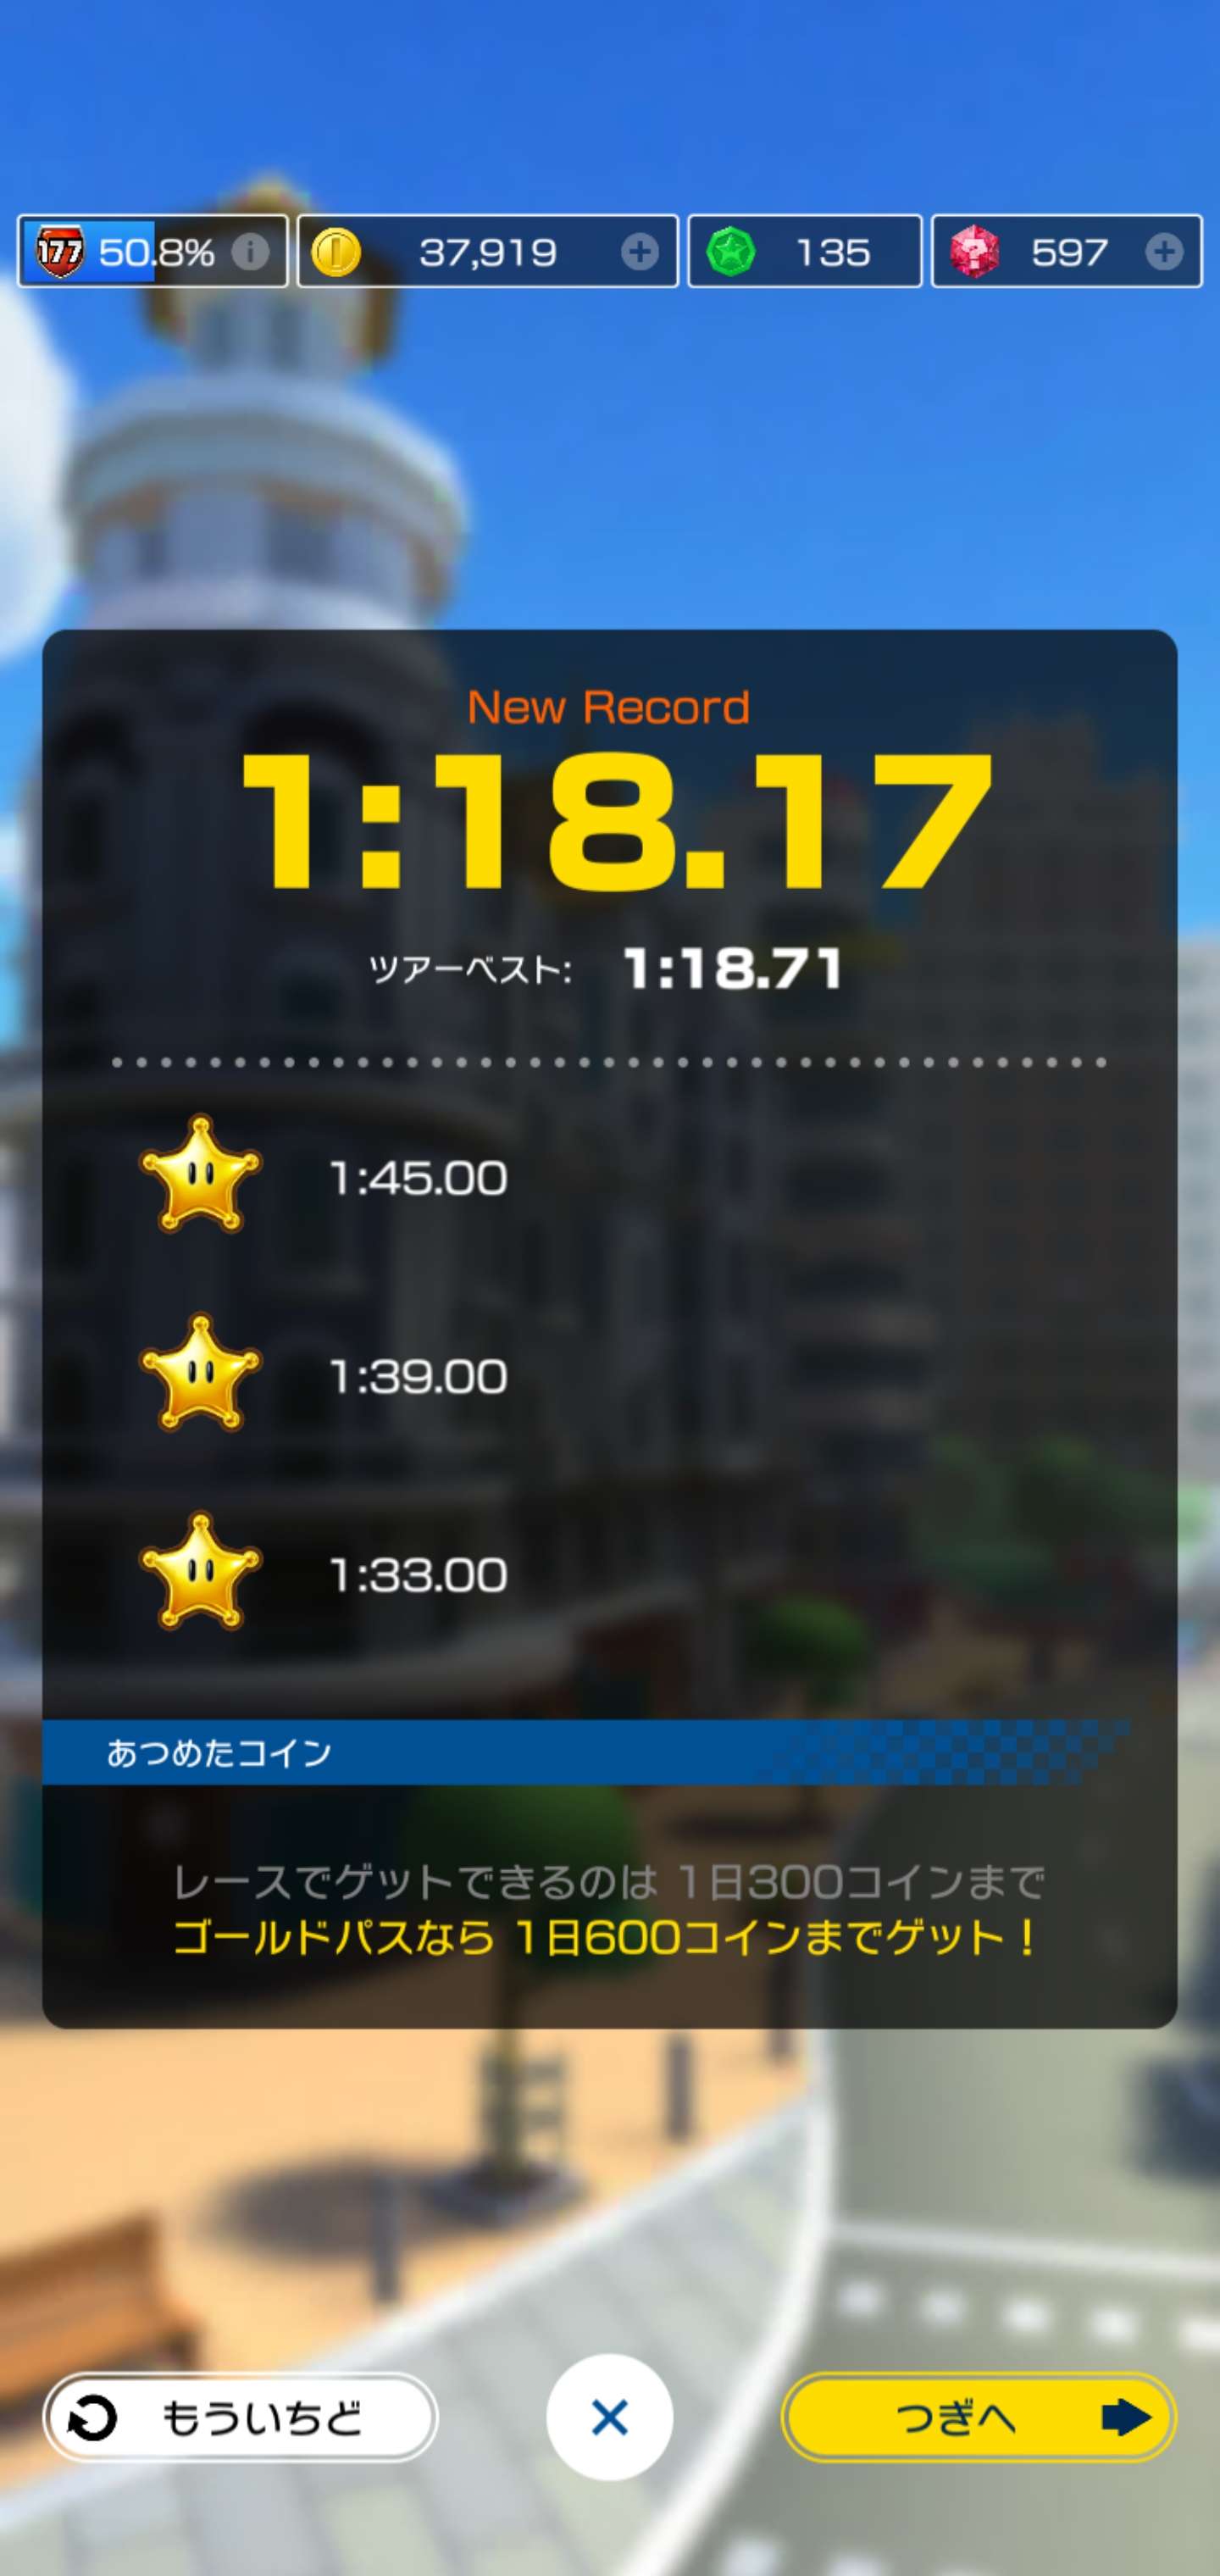 177 50.8% i 37,919 + 135 597 +
New Record
1:18.17
ツアーベスト: 1:18.71
1:45.00
1:39.00
1:33.00
あつめたコイン
レースでゲットできるのは 1日300コインまで
ゴールドパスなら 1日600コインまでゲット！
もういちど × つぎへ